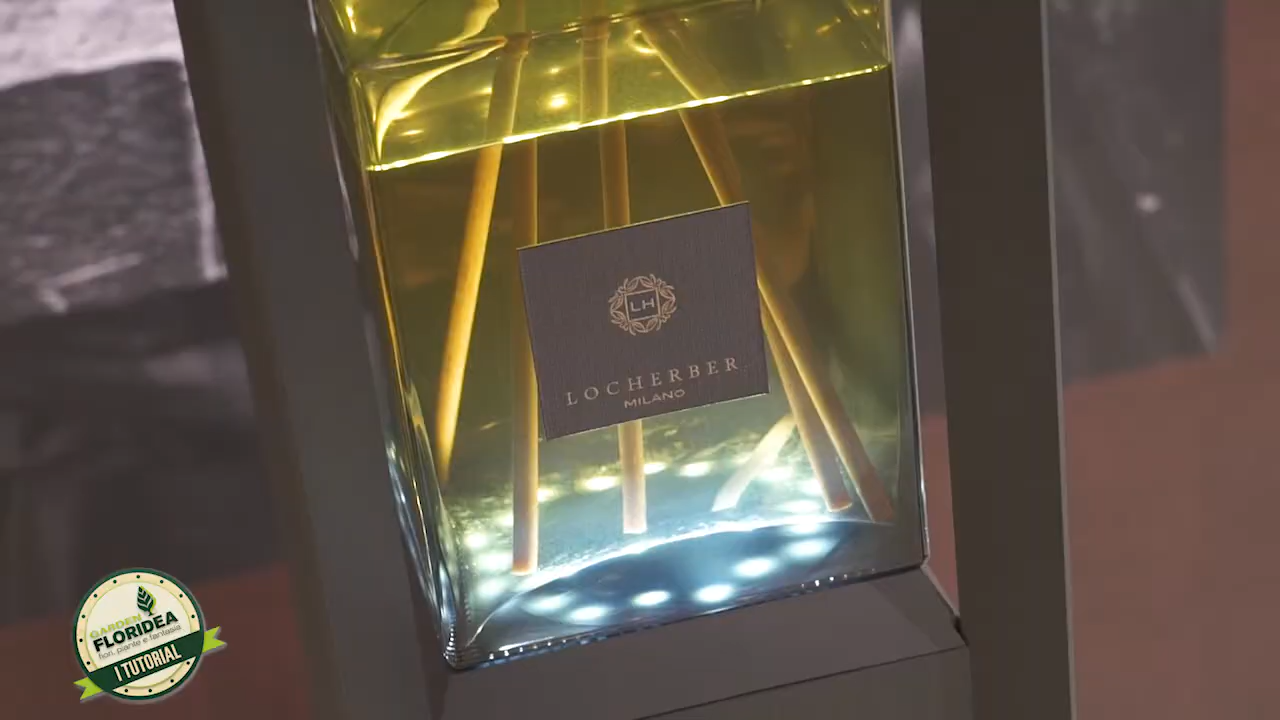 LH
LOCHERBER
MILANO
GARDEN
FLORIDEA
fiori, piante e fantasia
I TUTORIAL